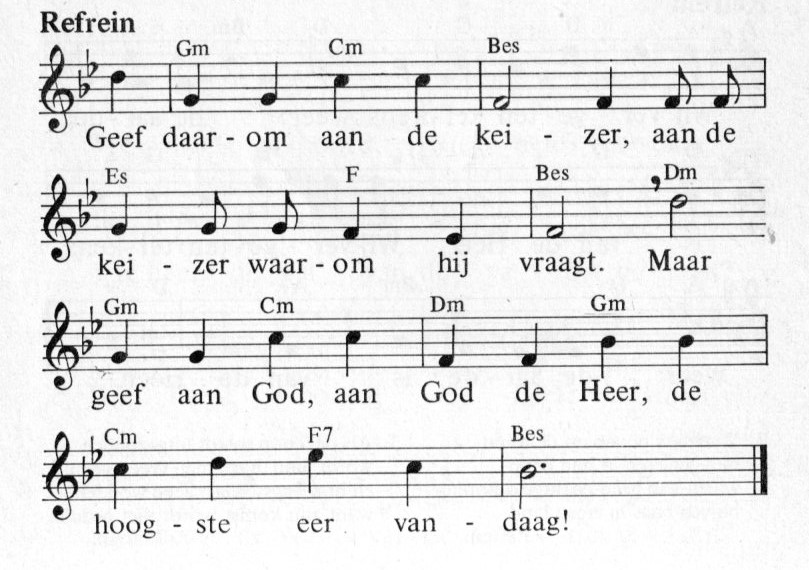 Refrein
Gm Cm Bes
Geef daar - om aan de kei - zer, aan de
Es F Bes Dm
kei - zer waar - om hij vraagt. Maar
Gm Cm Dm Gm
geef aan God, aan God de Heer, de
Cm F7 Bes
hoog - ste eer van - daag!